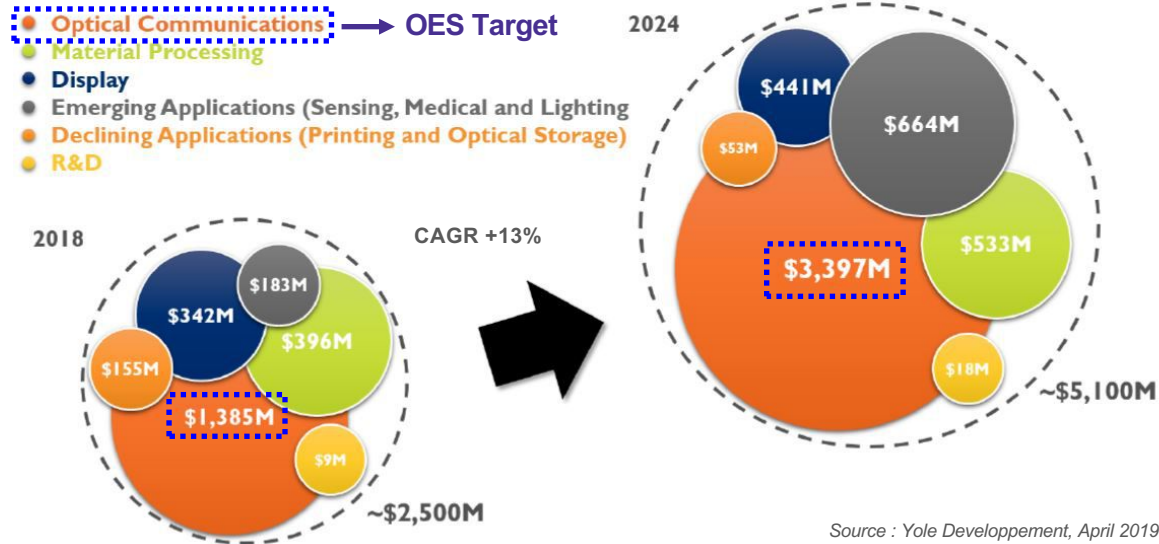 Optical Communications
OES Target
Material Processing
Display
Emerging Applications (Sensing, Medical and Lighting
Declining Applications (Printing and Optical Storage)
R&D
2018
$183M
$342M
$396M
$155M
$1,385M
$9M
~$2,500M
CAGR +13%
2024
$441M
$664M
$53M
$533M
$3,397M
$18M
~$5,100M
Source : Yole Developpement, April 2019